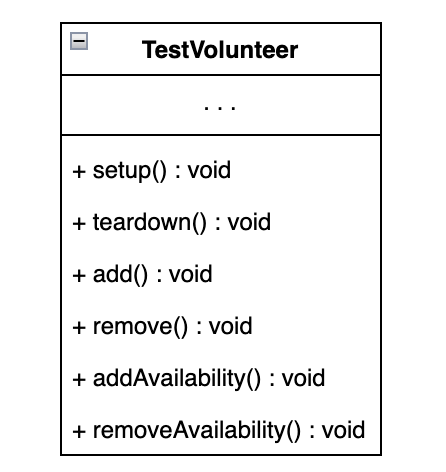 TestVolunteer
. . .
+ setup() : void
+ teardown() : void
+ add() : void
+ remove() : void
+ addAvailability() : void
+ removeAvailability() : void